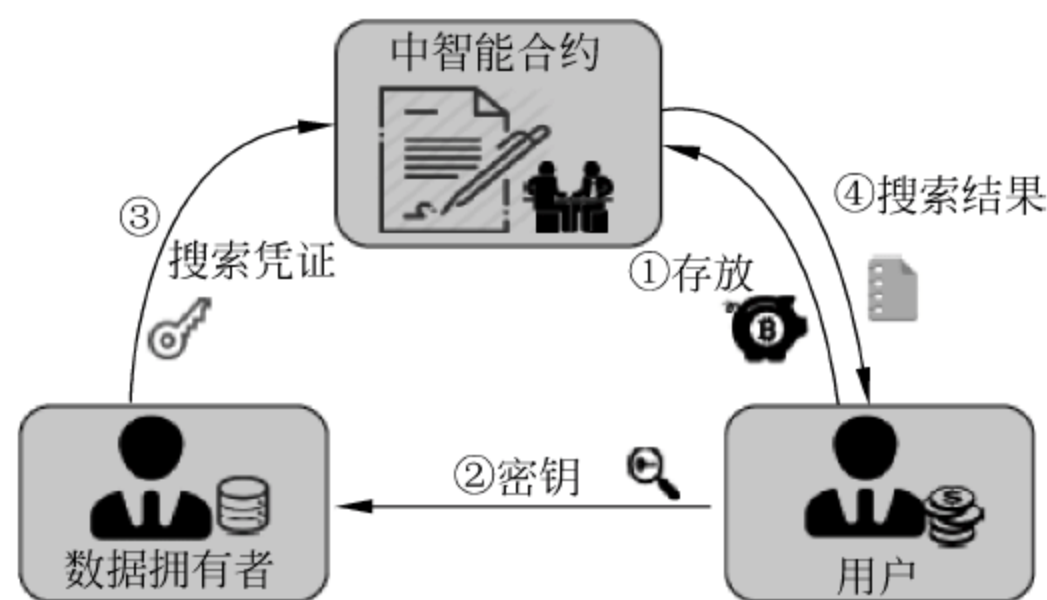 中智能合约
③
搜索凭证
①存放
④搜索结果
②密钥
数据拥有者
用户